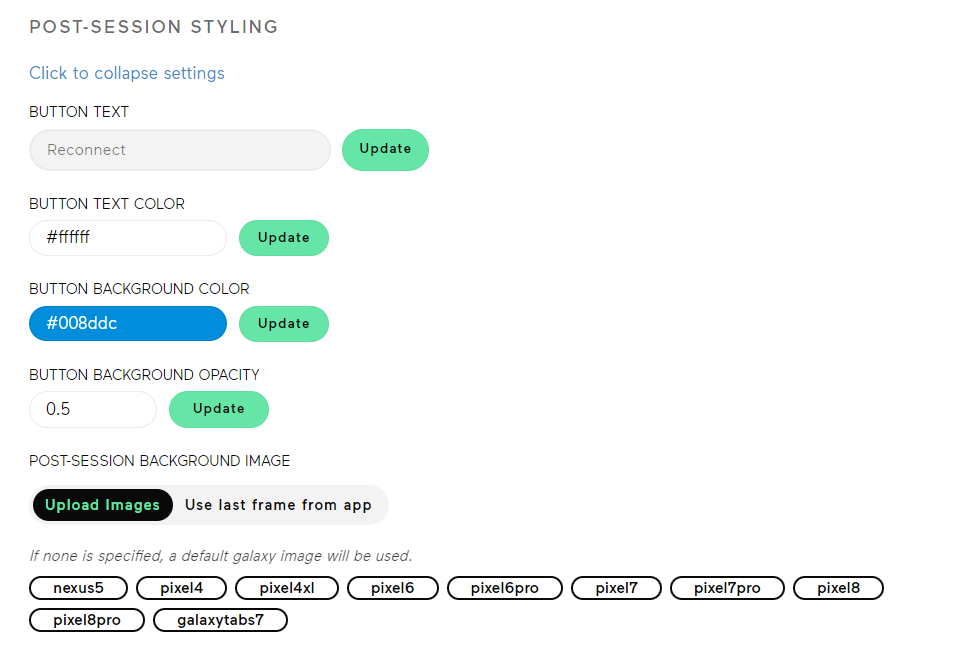 POST-SESSION STYLING
Click to collapse settings
BUTTON TEXT
Reconnect Update
BUTTON TEXT COLOR
#ffffff Update
BUTTON BACKGROUND COLOR
#008ddc Update
BUTTON BACKGROUND OPACITY
0.5 Update
POST-SESSION BACKGROUND IMAGE
Upload Images Use last frame from app
If none is specified, a default galaxy image will be used.
nexus5 pixel4 pixel4xl pixel6 pixel6pro pixel7 pixel7pro pixel8
pixel8pro galaxytabs7